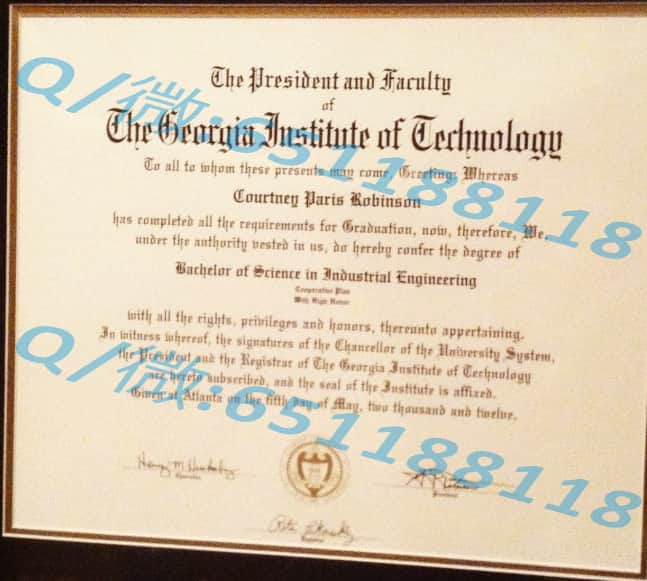 The President and Faculty
of
The Georgia Institute of Technology
To all to whom these presents may come, Greeting: Whereas
Courtney Paris Robinson
has completed all the requirements for Graduation, now, therefore, We,
under the authority vested in us, do hereby confer the degree of
Bachelor of Science in Industrial Engineering
Cooperative Plan
With High Honor
with all the rights, privileges and honors, thereunto appertaining.
In witness whereof, the signatures of the Chancellor of the University System,
the President and the Registrar of The Georgia Institute of Technology
are hereto subscribed, and the seal of the Institute is affixed.
Given at Atlanta on the fifth day of May, two thousand and twelve.
Q/微:651188118
Q/微:651188118